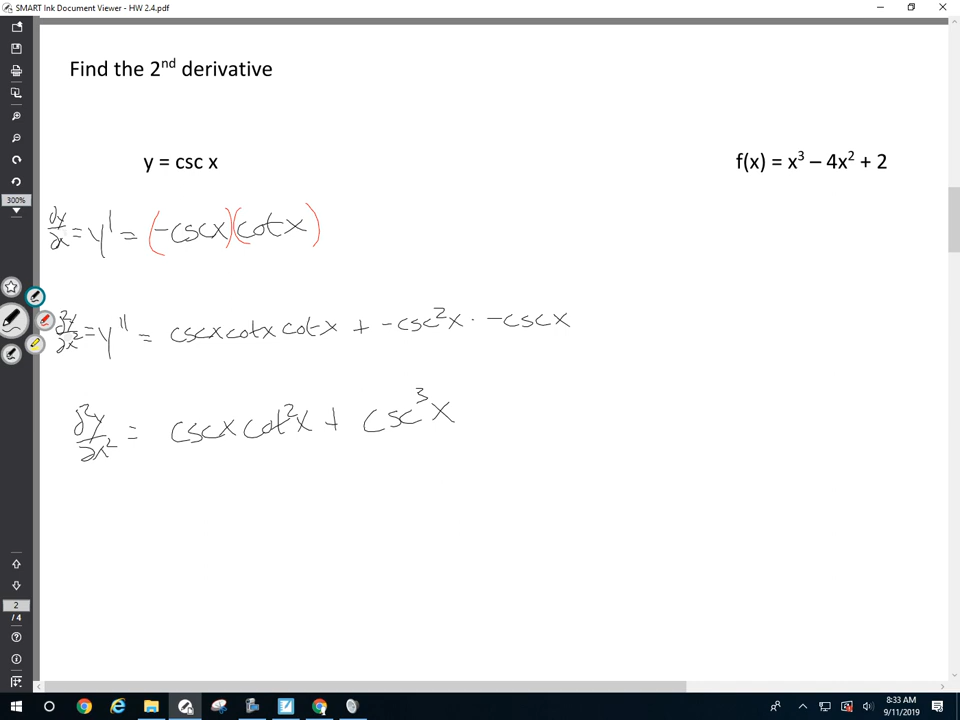 SMART Ink Document Viewer - HW 2.4.pdf
Find the 2nd derivative
y = csc x
f(x) = x³ – 4x² + 2
dy/dx = y' = (-cscx)(cotx)
300%
d²y/dx² = y'' = cscxcotx cotx + -csc²x · -cscx
d²y/dx² = cscx cot²x + csc³x
2
/ 4
8:33 AM
9/11/2019